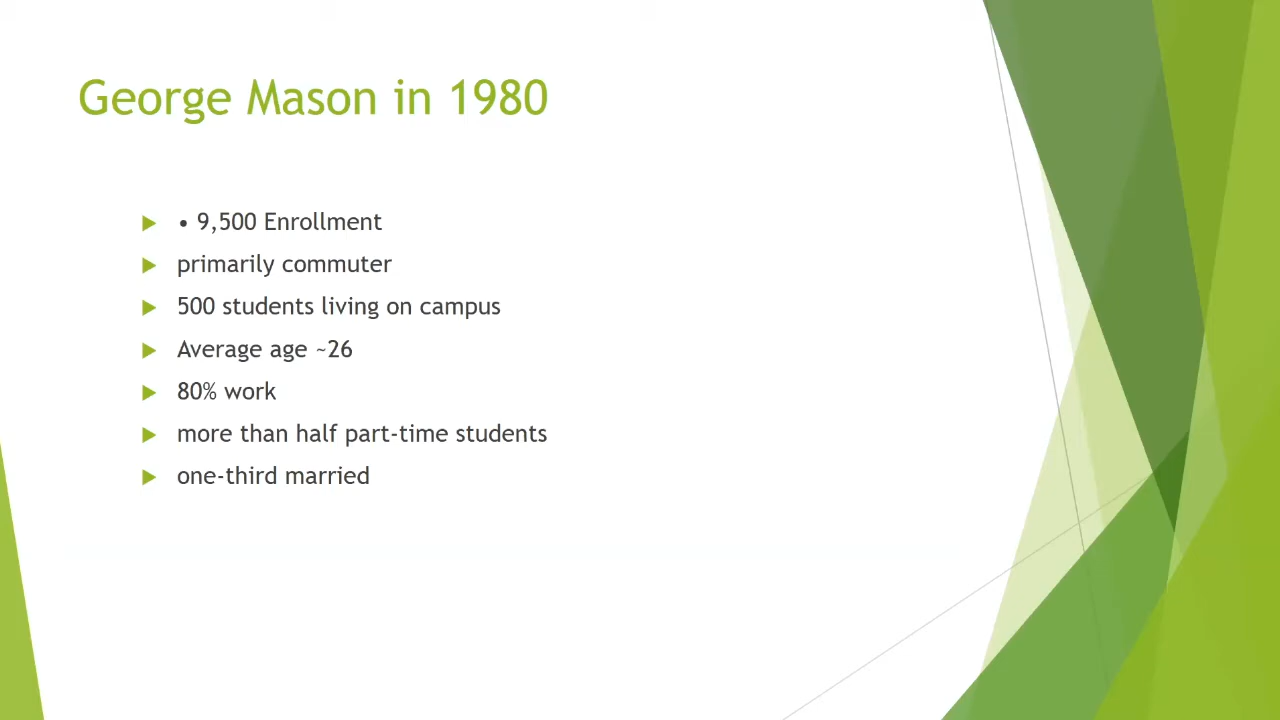 George Mason in 1980
• 9,500 Enrollment
primarily commuter
500 students living on campus
Average age ~26
80% work
more than half part-time students
one-third married